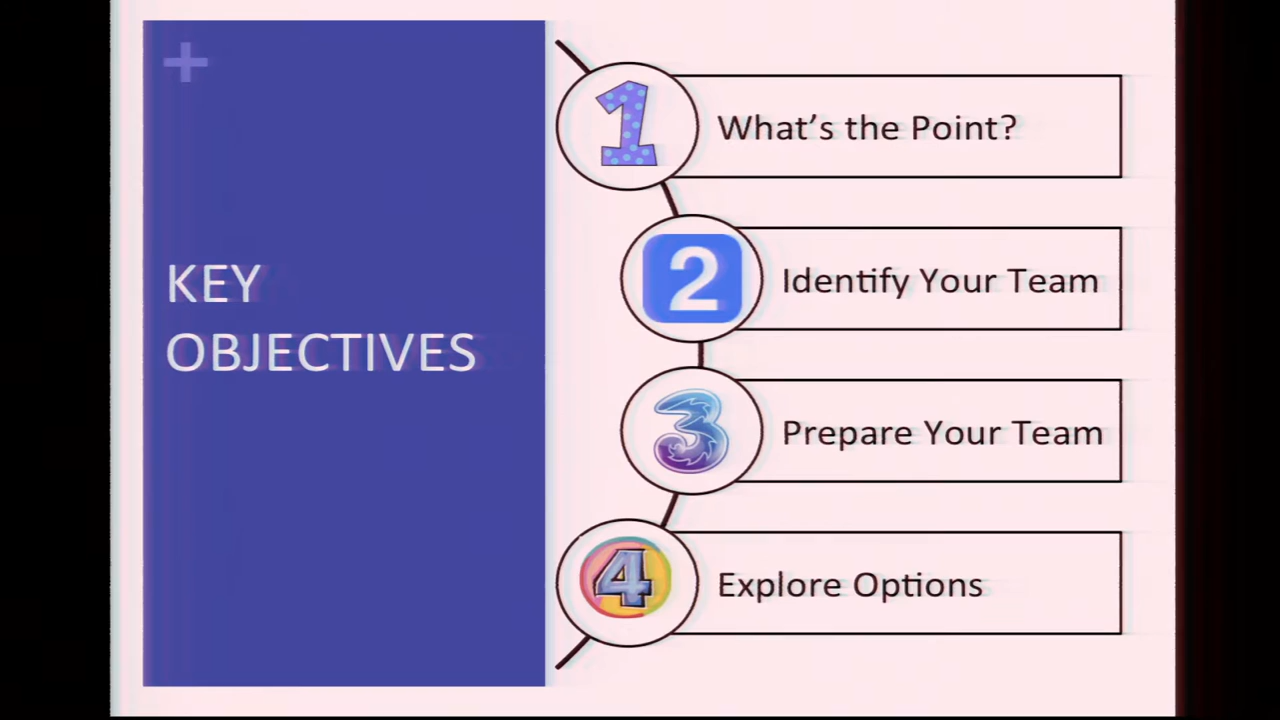 +
KEY
OBJECTIVES
1 What's the Point?
2 Identify Your Team
3 Prepare Your Team
4 Explore Options